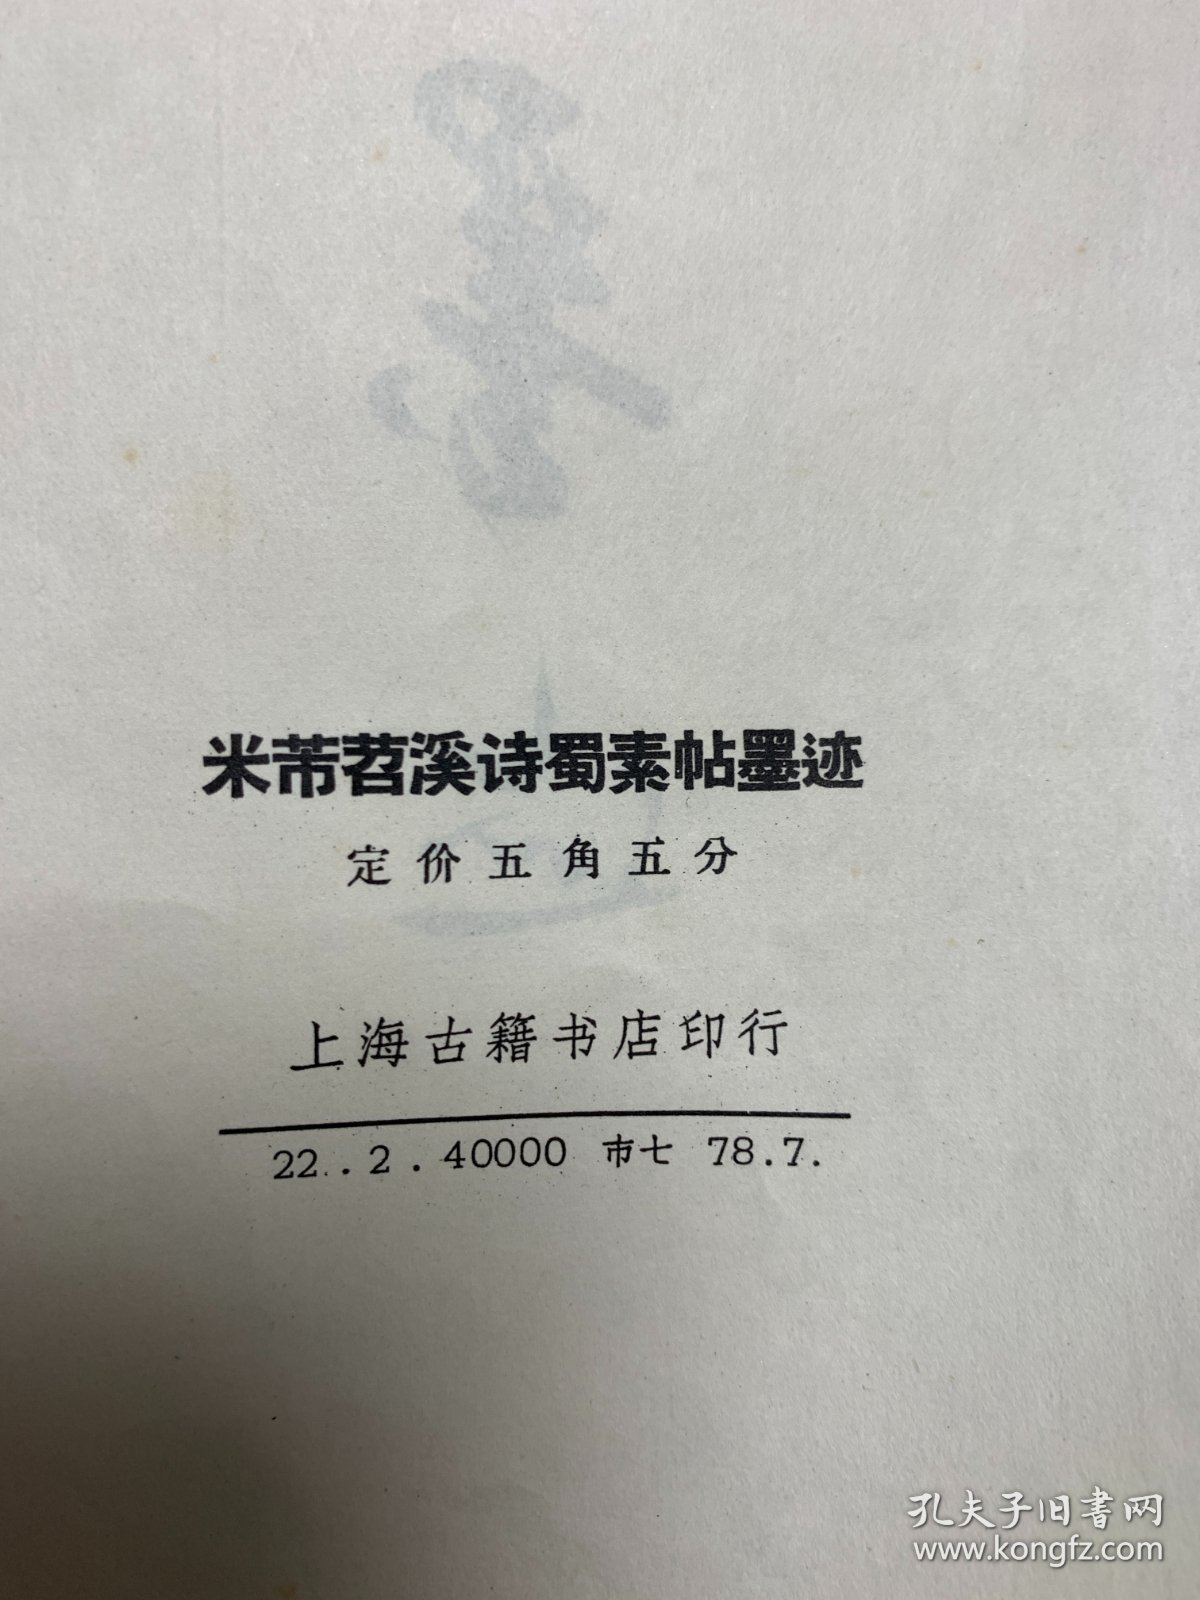 米芾苕溪诗蜀素帖墨迹
定价五角五分
上海古籍书店印行
22..2.40000 市七 78.7.
孔夫子旧書网
www.kongfz.com